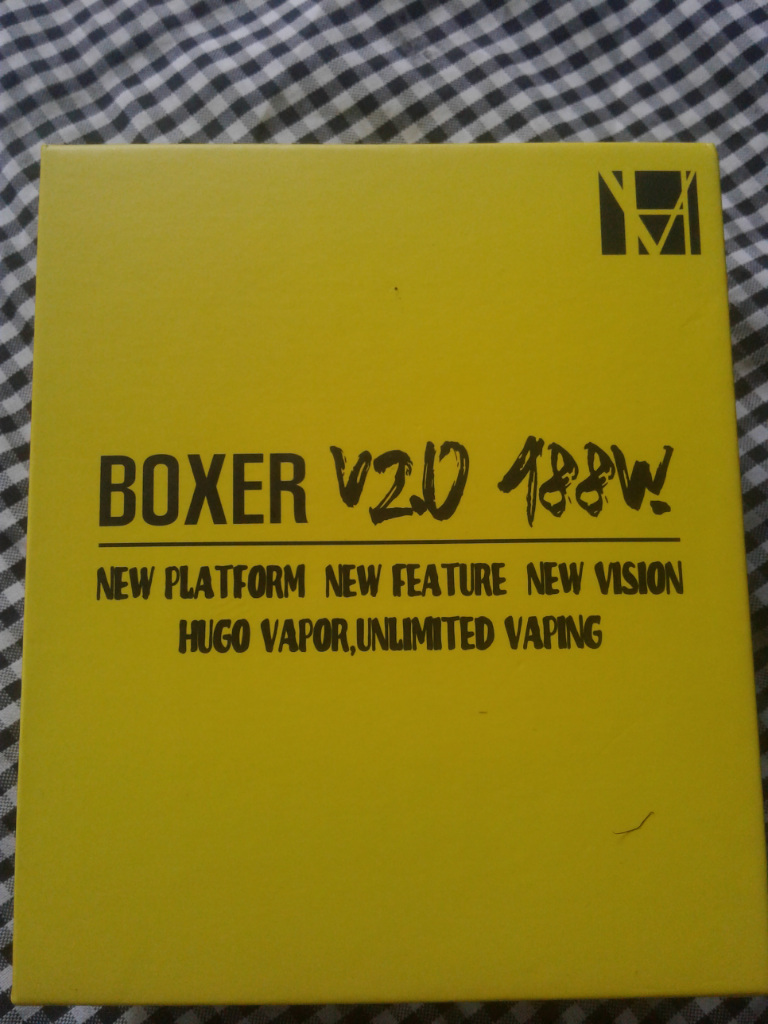 BOXER V2.0 188W.
NEW PLATFORM NEW FEATURE NEW VISION
HUGO VAPOR,UNLIMITED VAPING